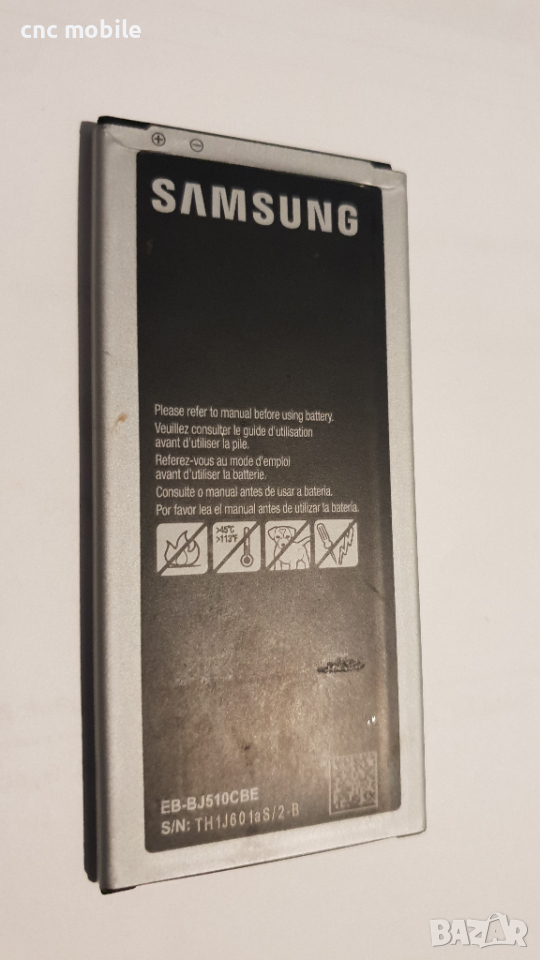 cnc mobile
SAMSUNG
Please refer to manual before using battery.
Veuillez consulter le guide d'utilisation
avant d'utiliser la pile.
Referez-vous au mode d'emploi
avant d'utiliser la batterie.
Consulte o manual antes de usar a bateria.
Por favor lea el manual antes de utilizar la batería.
>45°C
>112°F
EB-BJ510CBE
S/N: TH1J601aS/2-B
BAZAR